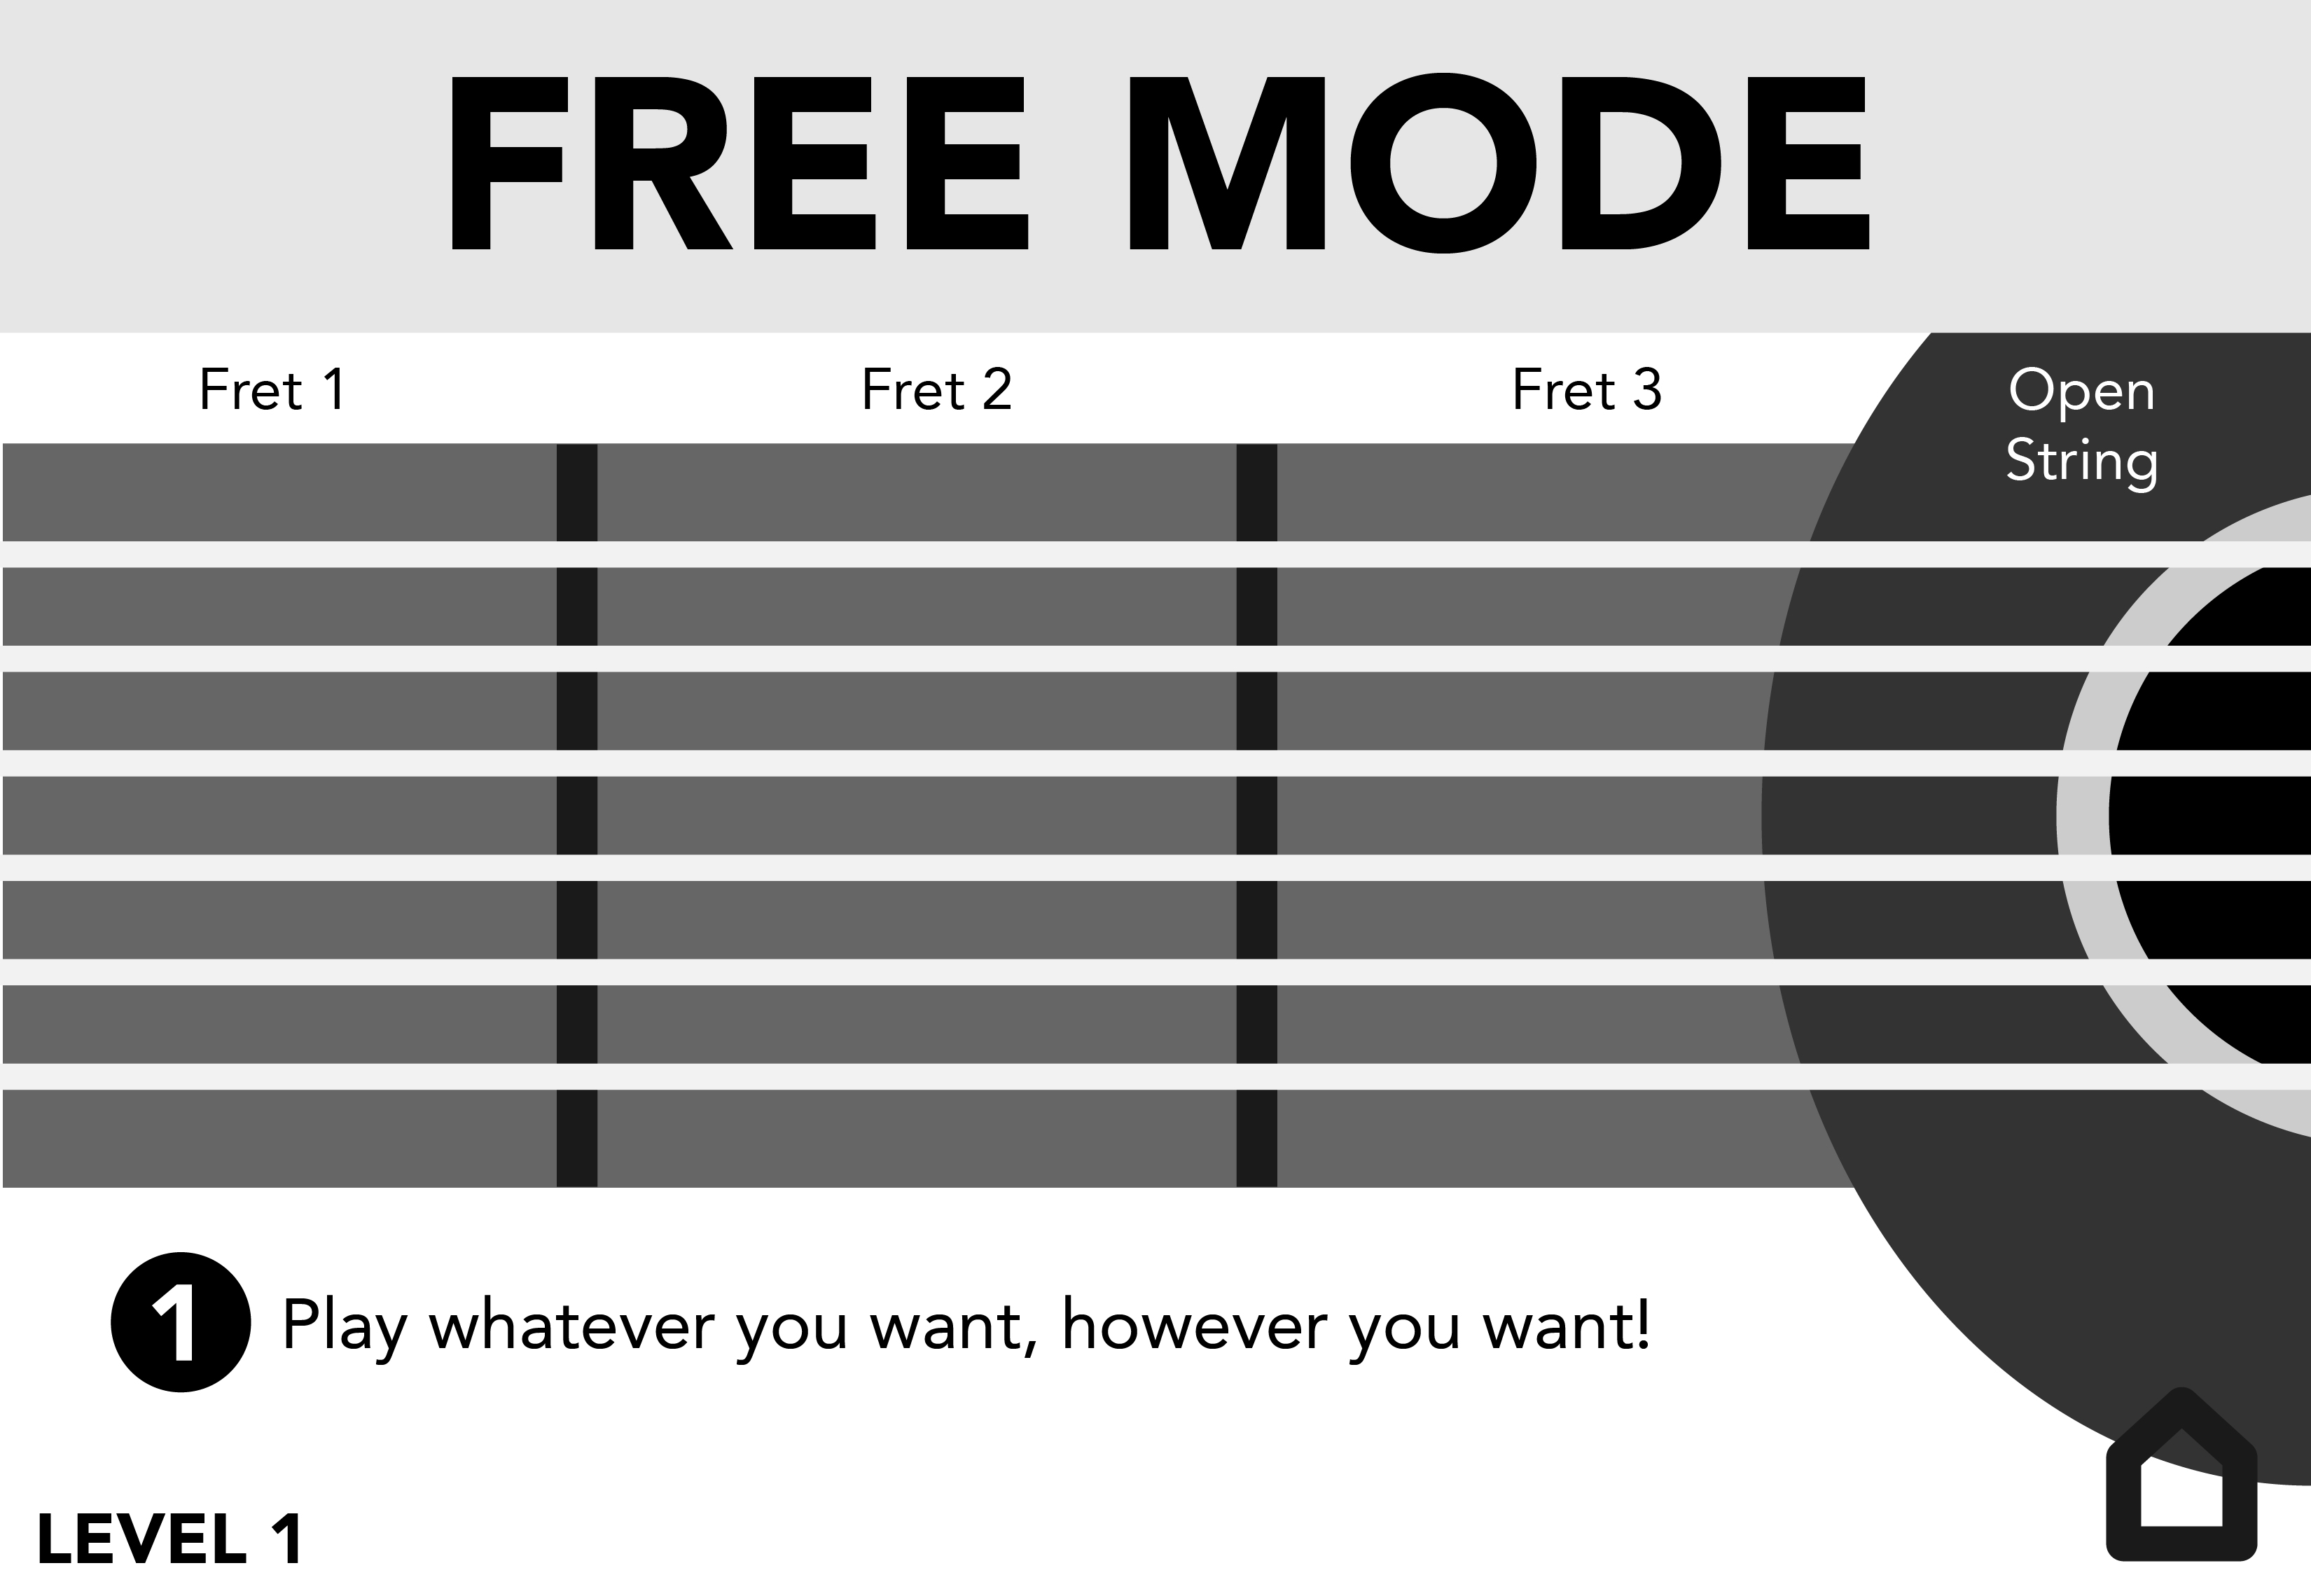 FREE MODE
Fret 1
Fret 2
Fret 3
Open
String
1
Play whatever you want, however you want!
LEVEL 1